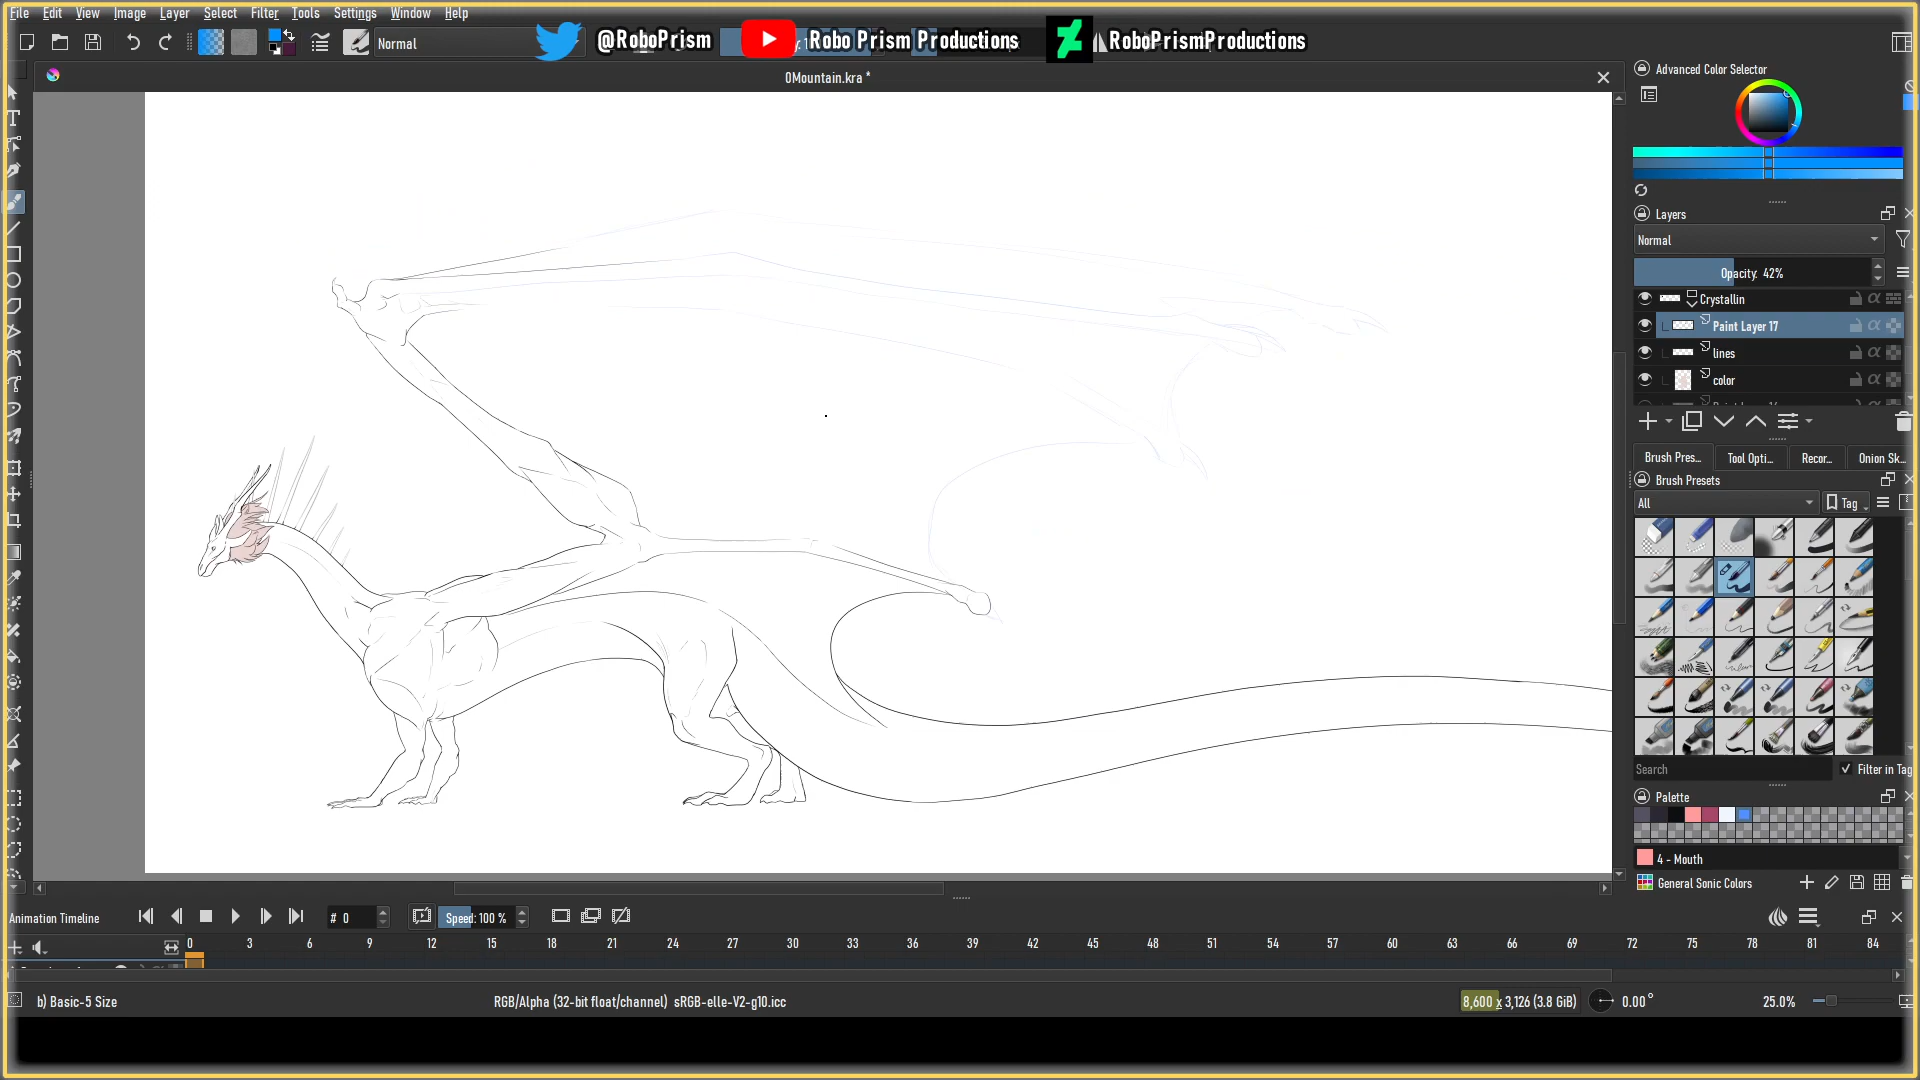 File Edit View Image Layer Select Filter Tools Settings Window Help
Normal
@RoboPrism
Robo Prism Productions
RoboPrismProductions
0Mountain.kra *
Advanced Color Selector
Layers
Normal
Opacity: 42%
Crystallin
Paint Layer 17
lines
color
Brush Pres... Tool Opti... Recor... Onion Sk...
Brush Presets
All
Tag
Search
Filter in Tag
Palette
4 - Mouth
General Sonic Colors
Animation Timeline
# 0
Speed: 100 %
0 3 6 9 12 15 18 21 24 27 30 33 36 39 42 45 48 51 54 57 60 63 66 69 72 75 78 81 84
b) Basic-5 Size
RGB/Alpha (32-bit float/channel) sRGB-elle-V2-g10.icc
8,600 x 3,126 (3.8 GiB)
0.00°
25.0%